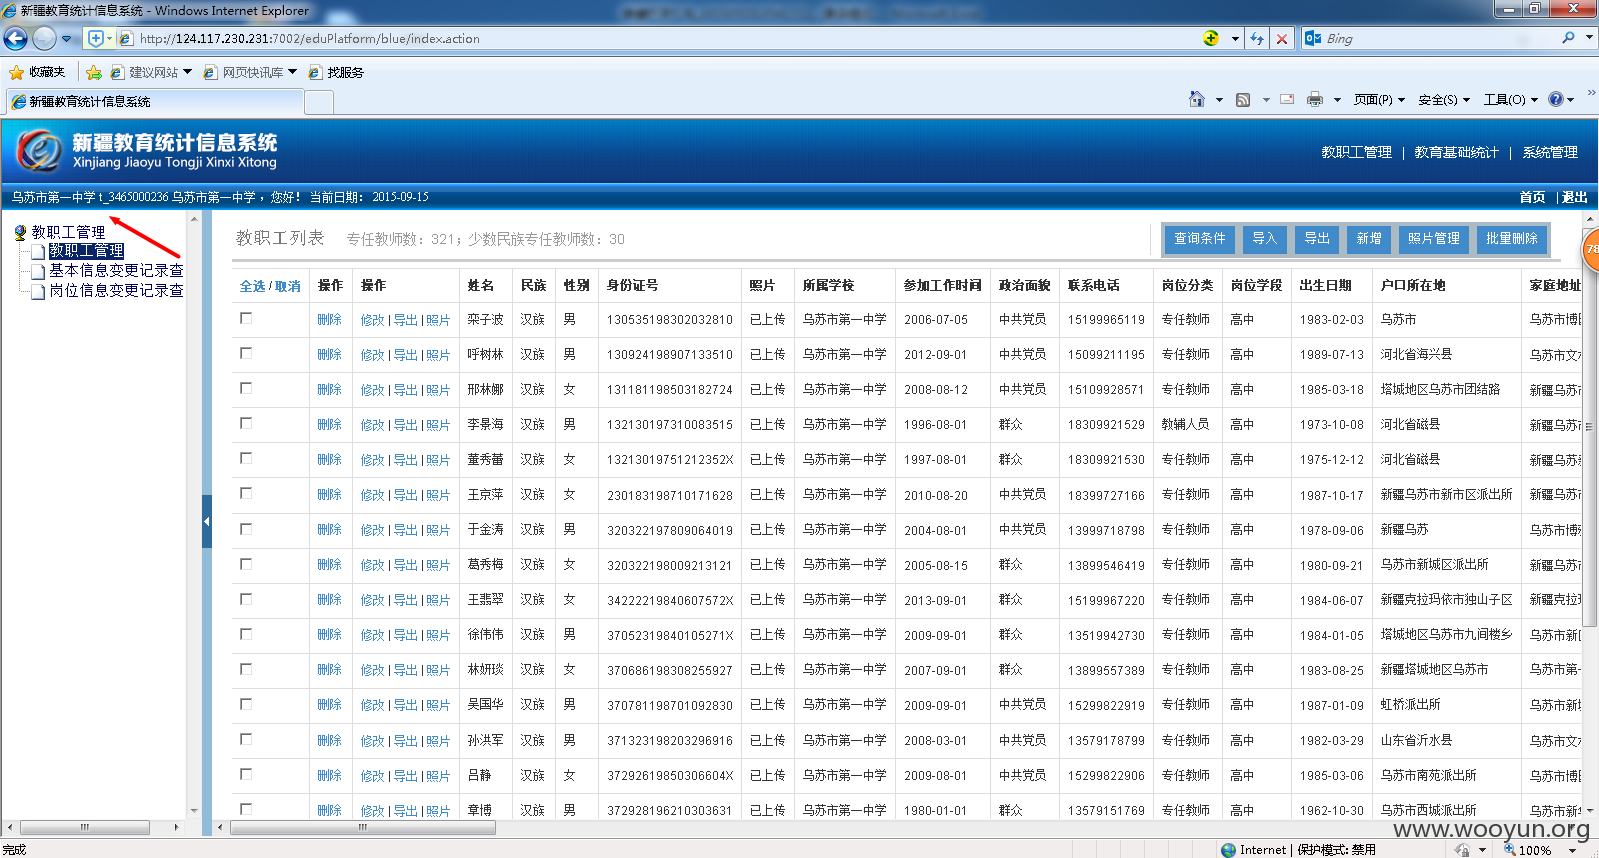 新疆教育统计信息系统 - Windows Internet Explorer
http://124.117.230.231:7002/eduPlatform/blue/index.action
Bing
收藏夹 建议网站 网页快讯库 找服务
新疆教育统计信息系统
页面(P) 安全(S) 工具(O)
新疆教育统计信息系统
Xinjiang Jiaoyu Tongji Xinxi Xitong
教职工管理 | 教育基础统计 | 系统管理
乌苏市第一中学 t_3465000236 乌苏市第一中学 ，您好！ 当前日期： 2015-09-15
首页 | 退出
教职工管理
教职工管理
基本信息变更记录查
岗位信息变更记录查
教职工列表 专任教师数：321；少数民族专任教师数：30
查询条件 导入 导出 新增 照片管理 批量删除
78
全选/取消 操作 操作 姓名 民族 性别 身份证号 照片 所属学校 参加工作时间 政治面貌 联系电话 岗位分类 岗位学段 出生日期 户口所在地 家庭地址
删除 修改|导出|照片 栾子波 汉族 男 130535198302032810 已上传 乌苏市第一中学 2006-07-05 中共党员 15199965119 专任教师 高中 1983-02-03 乌苏市 乌苏市博
删除 修改|导出|照片 呼树林 汉族 男 130924198907133510 已上传 乌苏市第一中学 2012-09-01 中共党员 15099211195 专任教师 高中 1989-07-13 河北省海兴县 乌苏市文
删除 修改|导出|照片 邢林娜 汉族 女 131181198503182724 已上传 乌苏市第一中学 2008-08-12 中共党员 15109928571 专任教师 高中 1985-03-18 塔城地区乌苏市团结路 新疆乌苏
删除 修改|导出|照片 李景海 汉族 男 132130197310083515 已上传 乌苏市第一中学 1996-08-01 群众 18309921529 教辅人员 高中 1973-10-08 河北省磁县 新疆乌苏
删除 修改|导出|照片 董秀蕾 汉族 女 13213019751212352X 已上传 乌苏市第一中学 1997-08-01 群众 18309921530 专任教师 高中 1975-12-12 河北省磁县 新疆乌苏
删除 修改|导出|照片 王京萍 汉族 女 230183198710171628 已上传 乌苏市第一中学 2010-08-20 中共党员 18399727166 专任教师 高中 1987-10-17 新疆乌苏市新市区派出所 新疆乌苏
删除 修改|导出|照片 于金涛 汉族 男 320322197809064019 已上传 乌苏市第一中学 2004-08-01 中共党员 13999718798 专任教师 高中 1978-09-06 新疆乌苏 乌苏市博
删除 修改|导出|照片 葛秀梅 汉族 女 320322198009213121 已上传 乌苏市第一中学 2005-08-15 群众 13899546419 专任教师 高中 1980-09-21 乌苏市新城区派出所 新疆乌苏
删除 修改|导出|照片 王翡翠 汉族 女 34222219840607572X 已上传 乌苏市第一中学 2013-09-01 群众 15199967220 专任教师 高中 1984-06-07 新疆克拉玛依市独山子区 新疆克拉
删除 修改|导出|照片 徐伟伟 汉族 男 37052319840105271X 已上传 乌苏市第一中学 2009-09-01 群众 13519942730 专任教师 高中 1984-01-05 塔城地区乌苏市九间楼乡 乌苏市新
删除 修改|导出|照片 林妍琰 汉族 女 370686198308255927 已上传 乌苏市第一中学 2007-09-01 群众 13899557389 专任教师 高中 1983-08-25 新疆塔城地区乌苏市 乌苏市第一
删除 修改|导出|照片 吴国华 汉族 男 370781198701092830 已上传 乌苏市第一中学 2009-09-01 中共党员 15299822919 专任教师 高中 1987-01-09 虹桥派出所 乌苏市新
删除 修改|导出|照片 孙洪军 汉族 男 371323198203296916 已上传 乌苏市第一中学 2008-03-01 中共党员 13579178799 专任教师 高中 1982-03-29 山东省沂水县 乌苏市文
删除 修改|导出|照片 吕静 汉族 女 37292619850306604X 已上传 乌苏市第一中学 2009-08-01 中共党员 15299822906 专任教师 高中 1985-03-06 乌苏市南苑派出所 乌苏市博
删除 修改|导出|照片 章博 汉族 男 372928196210303631 已上传 乌苏市第一中学 1980-01-01 群众 13579151769 专任教师 高中 1962-10-30 乌苏市西城派出所 乌苏市新
www.wooyun.org
完成 Internet | 保护模式: 禁用 100%